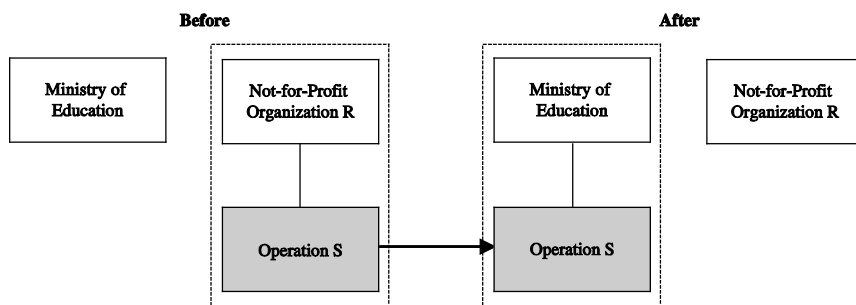 Before
After
Ministry of
Education
Not-for-Profit
Organization R
Ministry of
Education
Not-for-Profit
Organization R
Operation S
Operation S